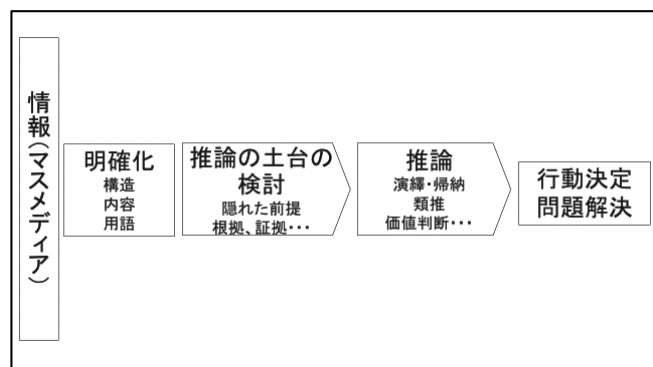 情報(マスメディア)
明確化
構造
内容
用語
推論の土台の
検討
隠れた前提
根拠、証拠・・・
推論
演繹・帰納
類推
価値判断・・・
行動決定
問題解決